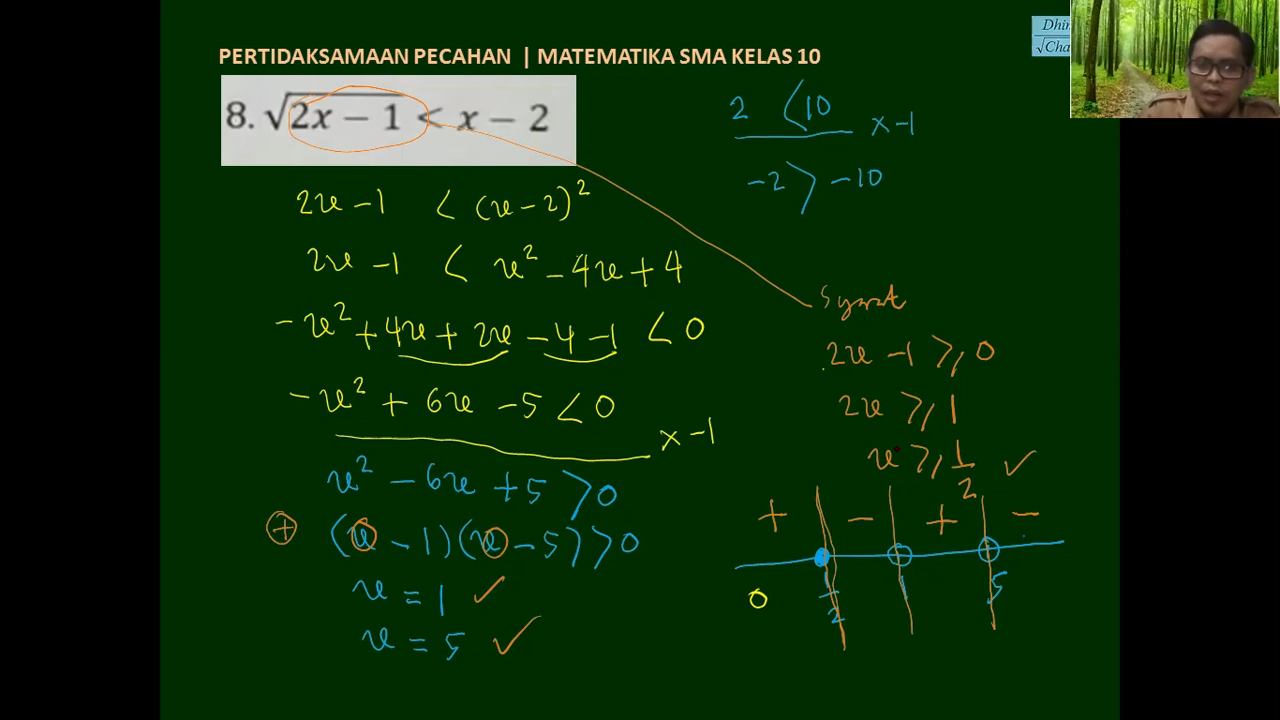 PERTIDAKSAMAAN PECAHAN | MATEMATIKA SMA KELAS 10
8. √2x − 1 < x − 2
2x − 1 < (x − 2)²
2x − 1 < x² − 4x + 4
−x² + 4x + 2x − 4 − 1 < 0
−x² + 6x − 5 < 0
x −1
x² − 6x + 5 > 0
+ (x − 1)(x − 5) > 0
x = 1 ✓
x = 5 ✓
2 < 10
x −1
−2 > −10
Syarat
2x − 1 ≥ 0
2x ≥ 1
x ≥ 1/2 ✓
+ − + −
0 1/2 1 5